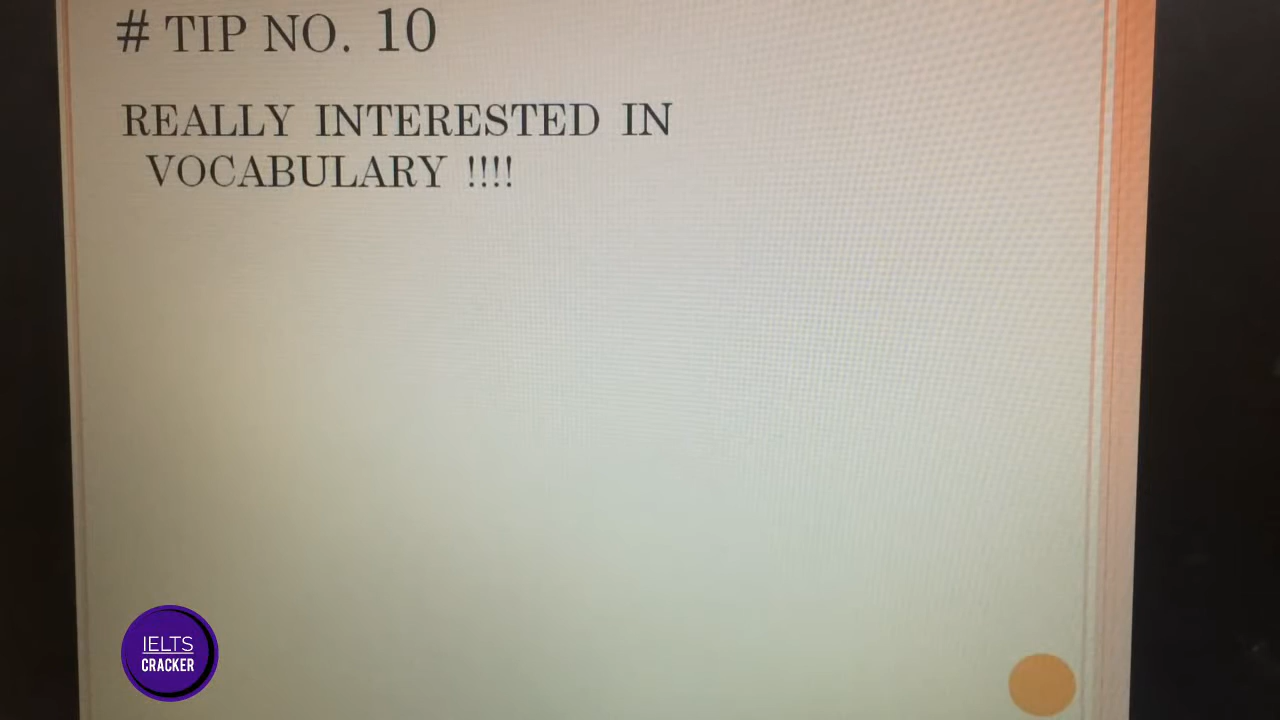 # TIP NO. 10
REALLY INTERESTED IN
VOCABULARY !!!!
IELTS
CRACKER